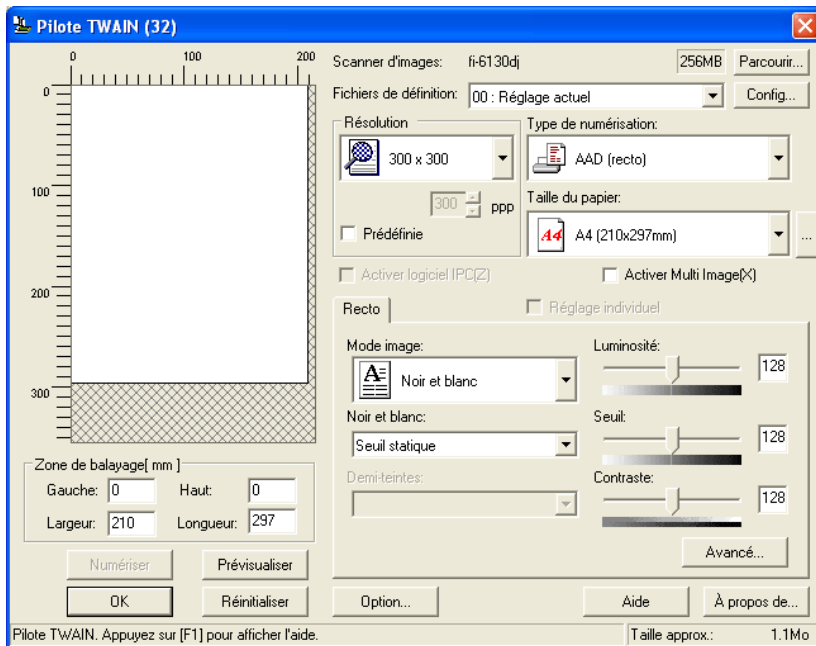 Pilote TWAIN (32)
0 100 200
0
100
200
300
Scanner d'images: fi-6130dj 256MB Parcourir...
Fichiers de définition: 00 : Réglage actuel Config...
Résolution
300 x 300
300 ppp
Prédéfinie
Type de numérisation:
AAD (recto)
Taille du papier:
A4 A4 (210x297mm) ...
Activer logiciel IPC(Z) Activer Multi Image(X)
Recto Réglage individuel
Mode image:
A Noir et blanc
Noir et blanc:
Seuil statique
Demi-teintes:
Luminosité:
128
Seuil:
128
Contraste:
128
Avancé...
Zone de balayage[ mm ]
Gauche: 0 Haut: 0
Largeur: 210 Longueur: 297
Numériser Prévisualiser
OK Réinitialiser Option... Aide À propos de...
Pilote TWAIN. Appuyez sur [F1] pour afficher l'aide. Taille approx.: 1.1Mo